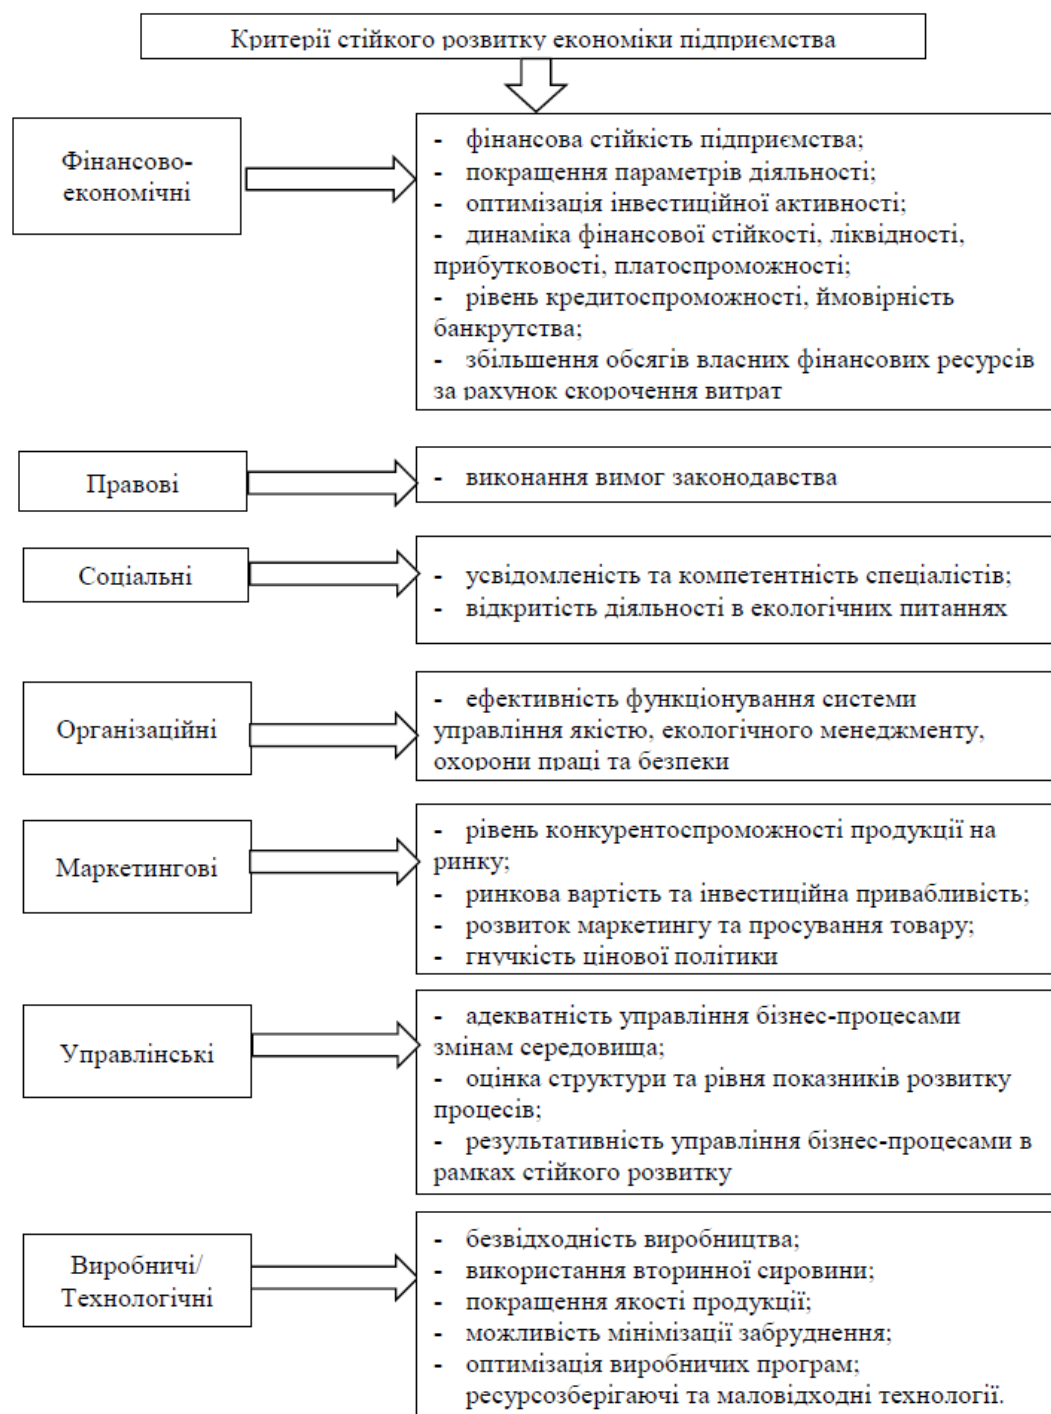 Критерії стійкого розвитку економіки підприємства
Фінансово-
економічні
- фінансова стійкість підприємства;
- покращення параметрів діяльності;
- оптимізація інвестиційної активності;
- динаміка фінансової стійкості, ліквідності,
прибутковості, платоспроможності;
- рівень кредитоспроможності, ймовірність
банкрутства;
- збільшення обсягів власних фінансових ресурсів
за рахунок скорочення витрат
Правові
- виконання вимог законодавства
Соціальні
- усвідомленість та компетентність спеціалістів;
- відкритість діяльності в екологічних питаннях
Організаційні
- ефективність функціонування системи
управління якістю, екологічного менеджменту,
охорони праці та безпеки
Маркетингові
- рівень конкурентоспроможності продукції на
ринку;
- ринкова вартість та інвестиційна привабливість;
- розвиток маркетингу та просування товару;
- гнучкість цінової політики
Управлінські
- адекватність управління бізнес-процесами
змінам середовища;
- оцінка структури та рівня показників розвитку
процесів;
- результативність управління бізнес-процесами в
рамках стійкого розвитку
Виробничі/
Технологічні
- безвідходність виробництва;
- використання вторинної сировини;
- покращення якості продукції;
- можливість мінімізації забруднення;
- оптимізація виробничих програм;
ресурсозберігаючі та маловідходні технології.